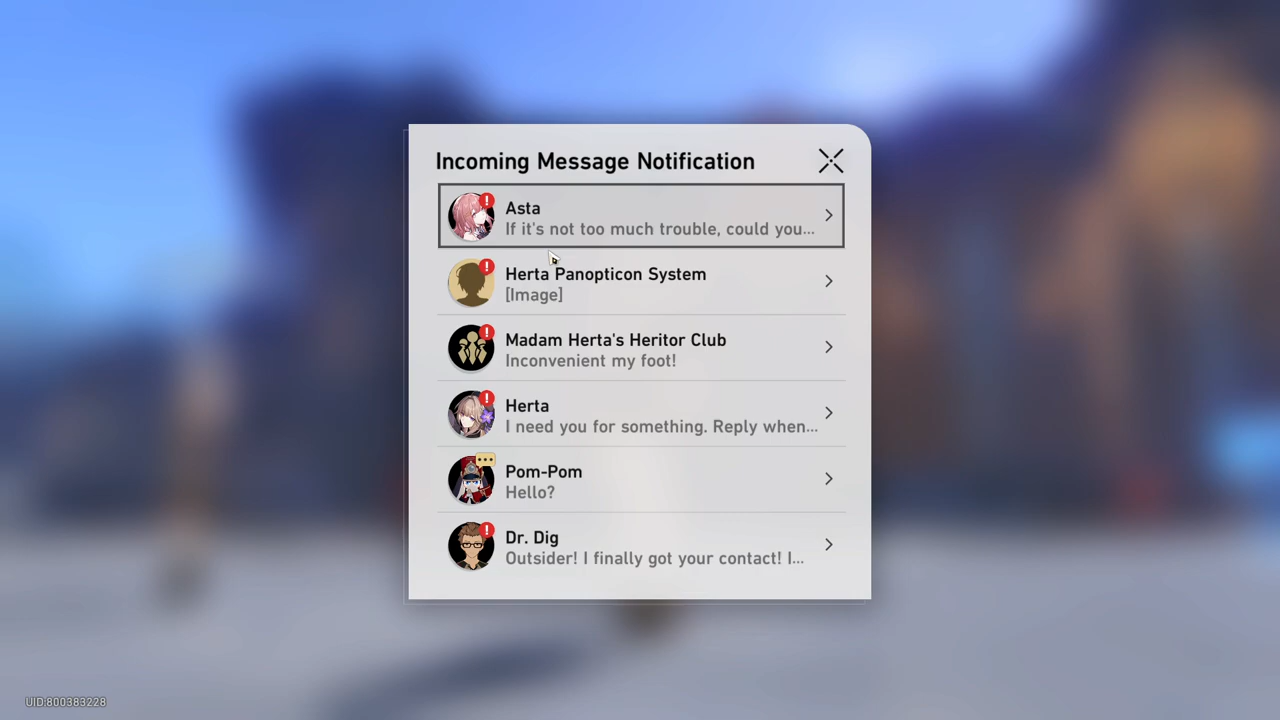 Incoming Message Notification
Asta
If it's not too much trouble, could you...
Herta Panopticon System
[Image]
Madam Herta's Heritor Club
Inconvenient my foot!
Herta
I need you for something. Reply when...
Pom-Pom
Hello?
Dr. Dig
Outsider! I finally got your contact! I...
UID:800383228